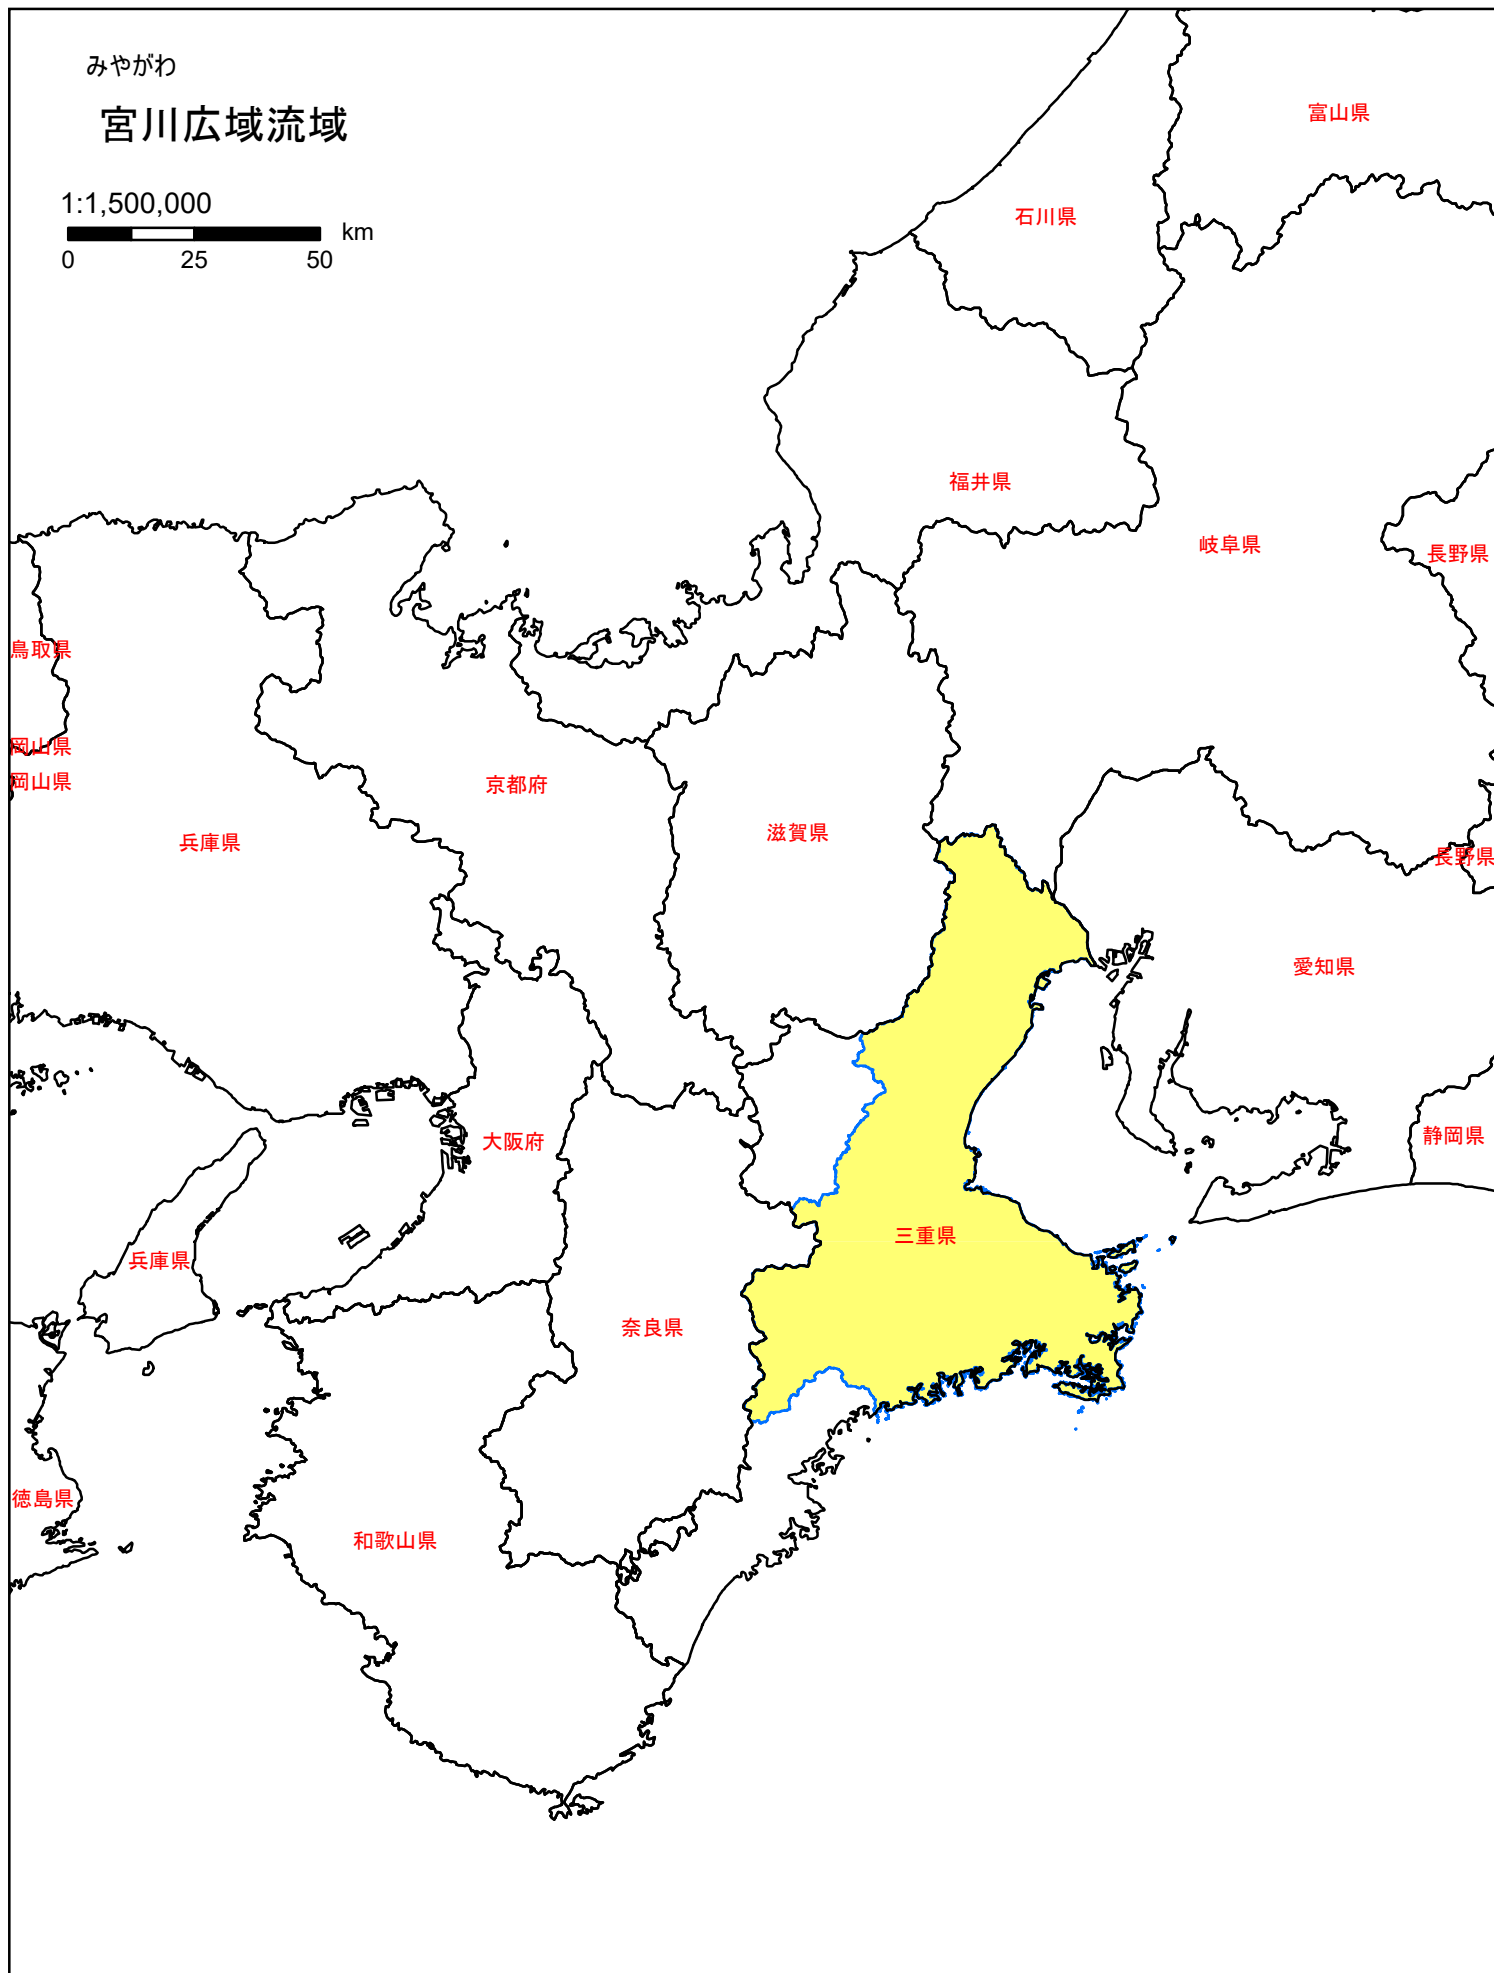 みやがわ
宮川広域流域
1:1,500,000
km
0 25 50
富山県
石川県
福井県
岐阜県
長野県
鳥取県
岡山県
岡山県
京都府
滋賀県
兵庫県
長野県
愛知県
大阪府
静岡県
三重県
兵庫県
奈良県
徳島県
和歌山県